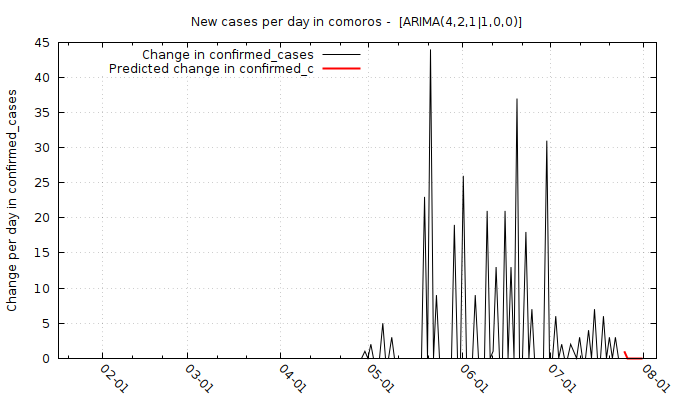 New cases per day in comoros -  [ARIMA(4,2,1|1,0,0)]
Change in confirmed_cases
Predicted change in confirmed_c
Change per day in confirmed_cases
45
40
35
30
25
20
15
10
5
0
02-01 03-01 04-01 05-01 06-01 07-01 08-01